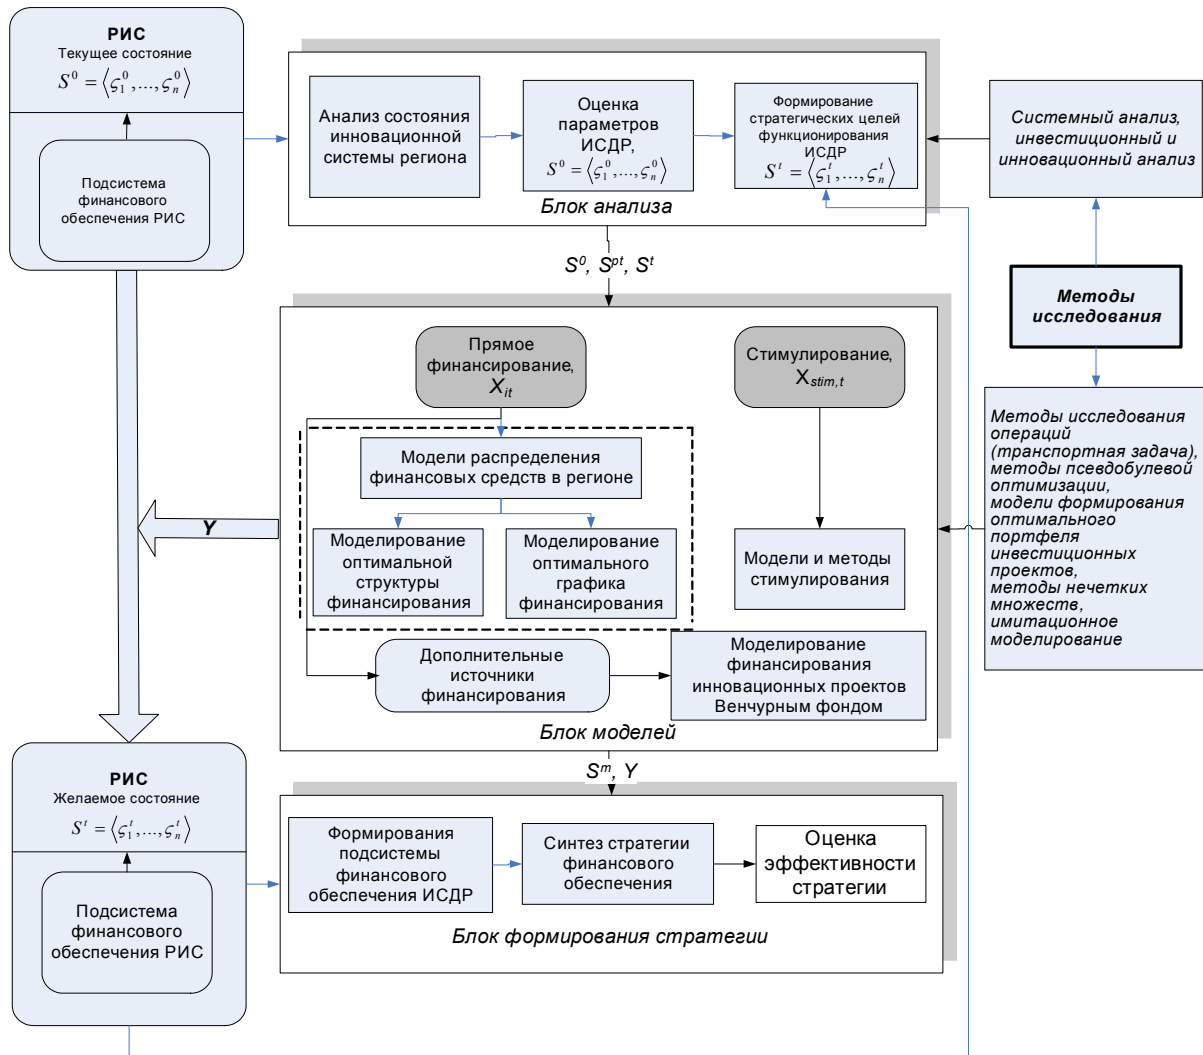 РИС
Текущее состояние
S⁰ = ⟨ς₁⁰,...,ςₙ⁰⟩
Подсистема
финансового
обеспечения РИС
Анализ состояния
инновационной
системы региона
Оценка
параметров
ИСДР,
S⁰ = ⟨ς₁⁰,...,ςₙ⁰⟩
Формирование
стратегических целей
функционирования
ИСДР
Sᵗ = ⟨ς₁ᵗ,...,ςₙᵗ⟩
Блок анализа
Системный анализ,
инвестиционный и
инновационный анализ
S⁰, Sᵖᵗ, Sᵗ
Методы
исследования
Прямое
финансирование,
X_it
Стимулирование,
X_stim,t
Модели распределения
финансовых средств в регионе
Моделирование
оптимальной
структуры
финансирования
Моделирование
оптимального
графика
финансирования
Модели и методы
стимулирования
Дополнительные
источники
финансирования
Моделирование
финансирования
инновационных проектов
Венчурным фондом
Блок моделей
Методы исследования
операций
(транспортная задача),
методы псевдобулевой
оптимизации,
модели формирования
оптимального
портфеля
инвестиционных
проектов,
методы нечетких
множеств,
имитационное
моделирование
Y
Sᵐ, Y
РИС
Желаемое состояние
Sᵗ = ⟨ς₁ᵗ,...,ςₙᵗ⟩
Подсистема
финансового
обеспечения РИС
Формирования
подсистемы
финансового
обеспечения ИСДР
Синтез стратегии
финансового
обеспечения
Оценка
эффективности
стратегии
Блок формирования стратегии